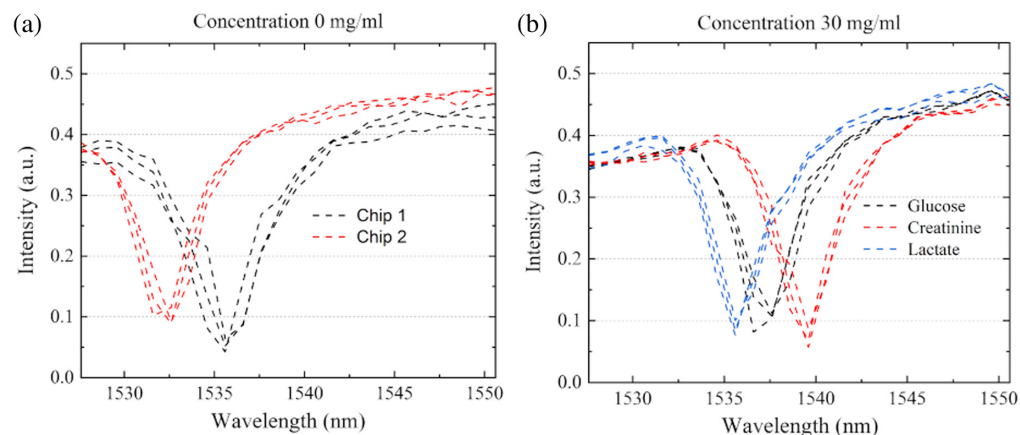 (a)
Concentration 0 mg/ml
Intensity (a.u.)
0.5
0.4
0.3
0.2
0.1
0.0
Chip 1
Chip 2
1530
1535
1540
1545
1550
Wavelength (nm)
(b)
Concentration 30 mg/ml
Intensity (a.u.)
0.5
0.4
0.3
0.2
0.1
0.0
Glucose
Creatinine
Lactate
1530
1535
1540
1545
1550
Wavelength (nm)